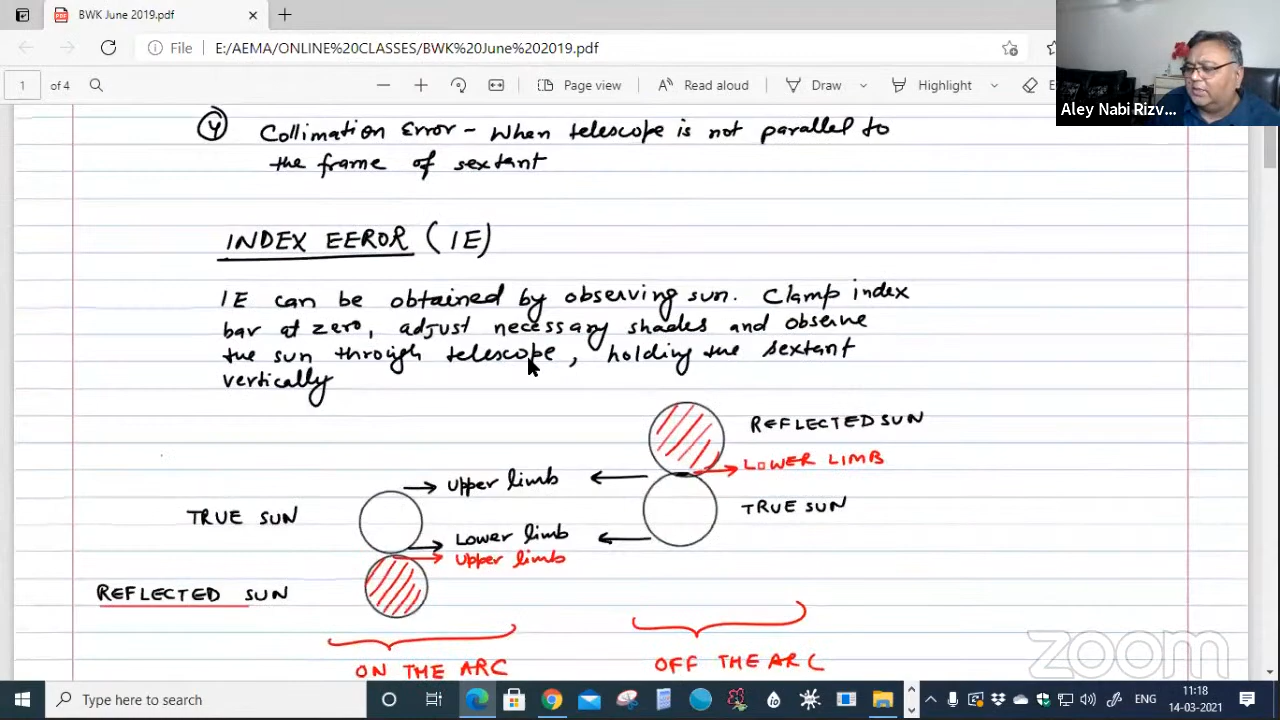 BWK June 2019.pdf
File E:/AEMA/ONLINE%20CLASSES/BWK%20June%202019.pdf
1 of 4 Page view Read aloud Draw Highlight
Aley Nabi Rizv...
4 Collimation Error - When telescope is not parallel to
the frame of sextant
INDEX EEROR (IE)
IE can be obtained by observing sun. Clamp index
bar at zero, adjust necessary shades and observe
the sun through telescope, holding the sextant
vertically
REFLECTED SUN
LOWER LIMB
Upper limb
TRUE SUN
TRUE SUN
Lower limb
Upper limb
REFLECTED SUN
ON THE ARC
OFF THE ARC
zoom
Type here to search
ENG
11:18
14-03-2021